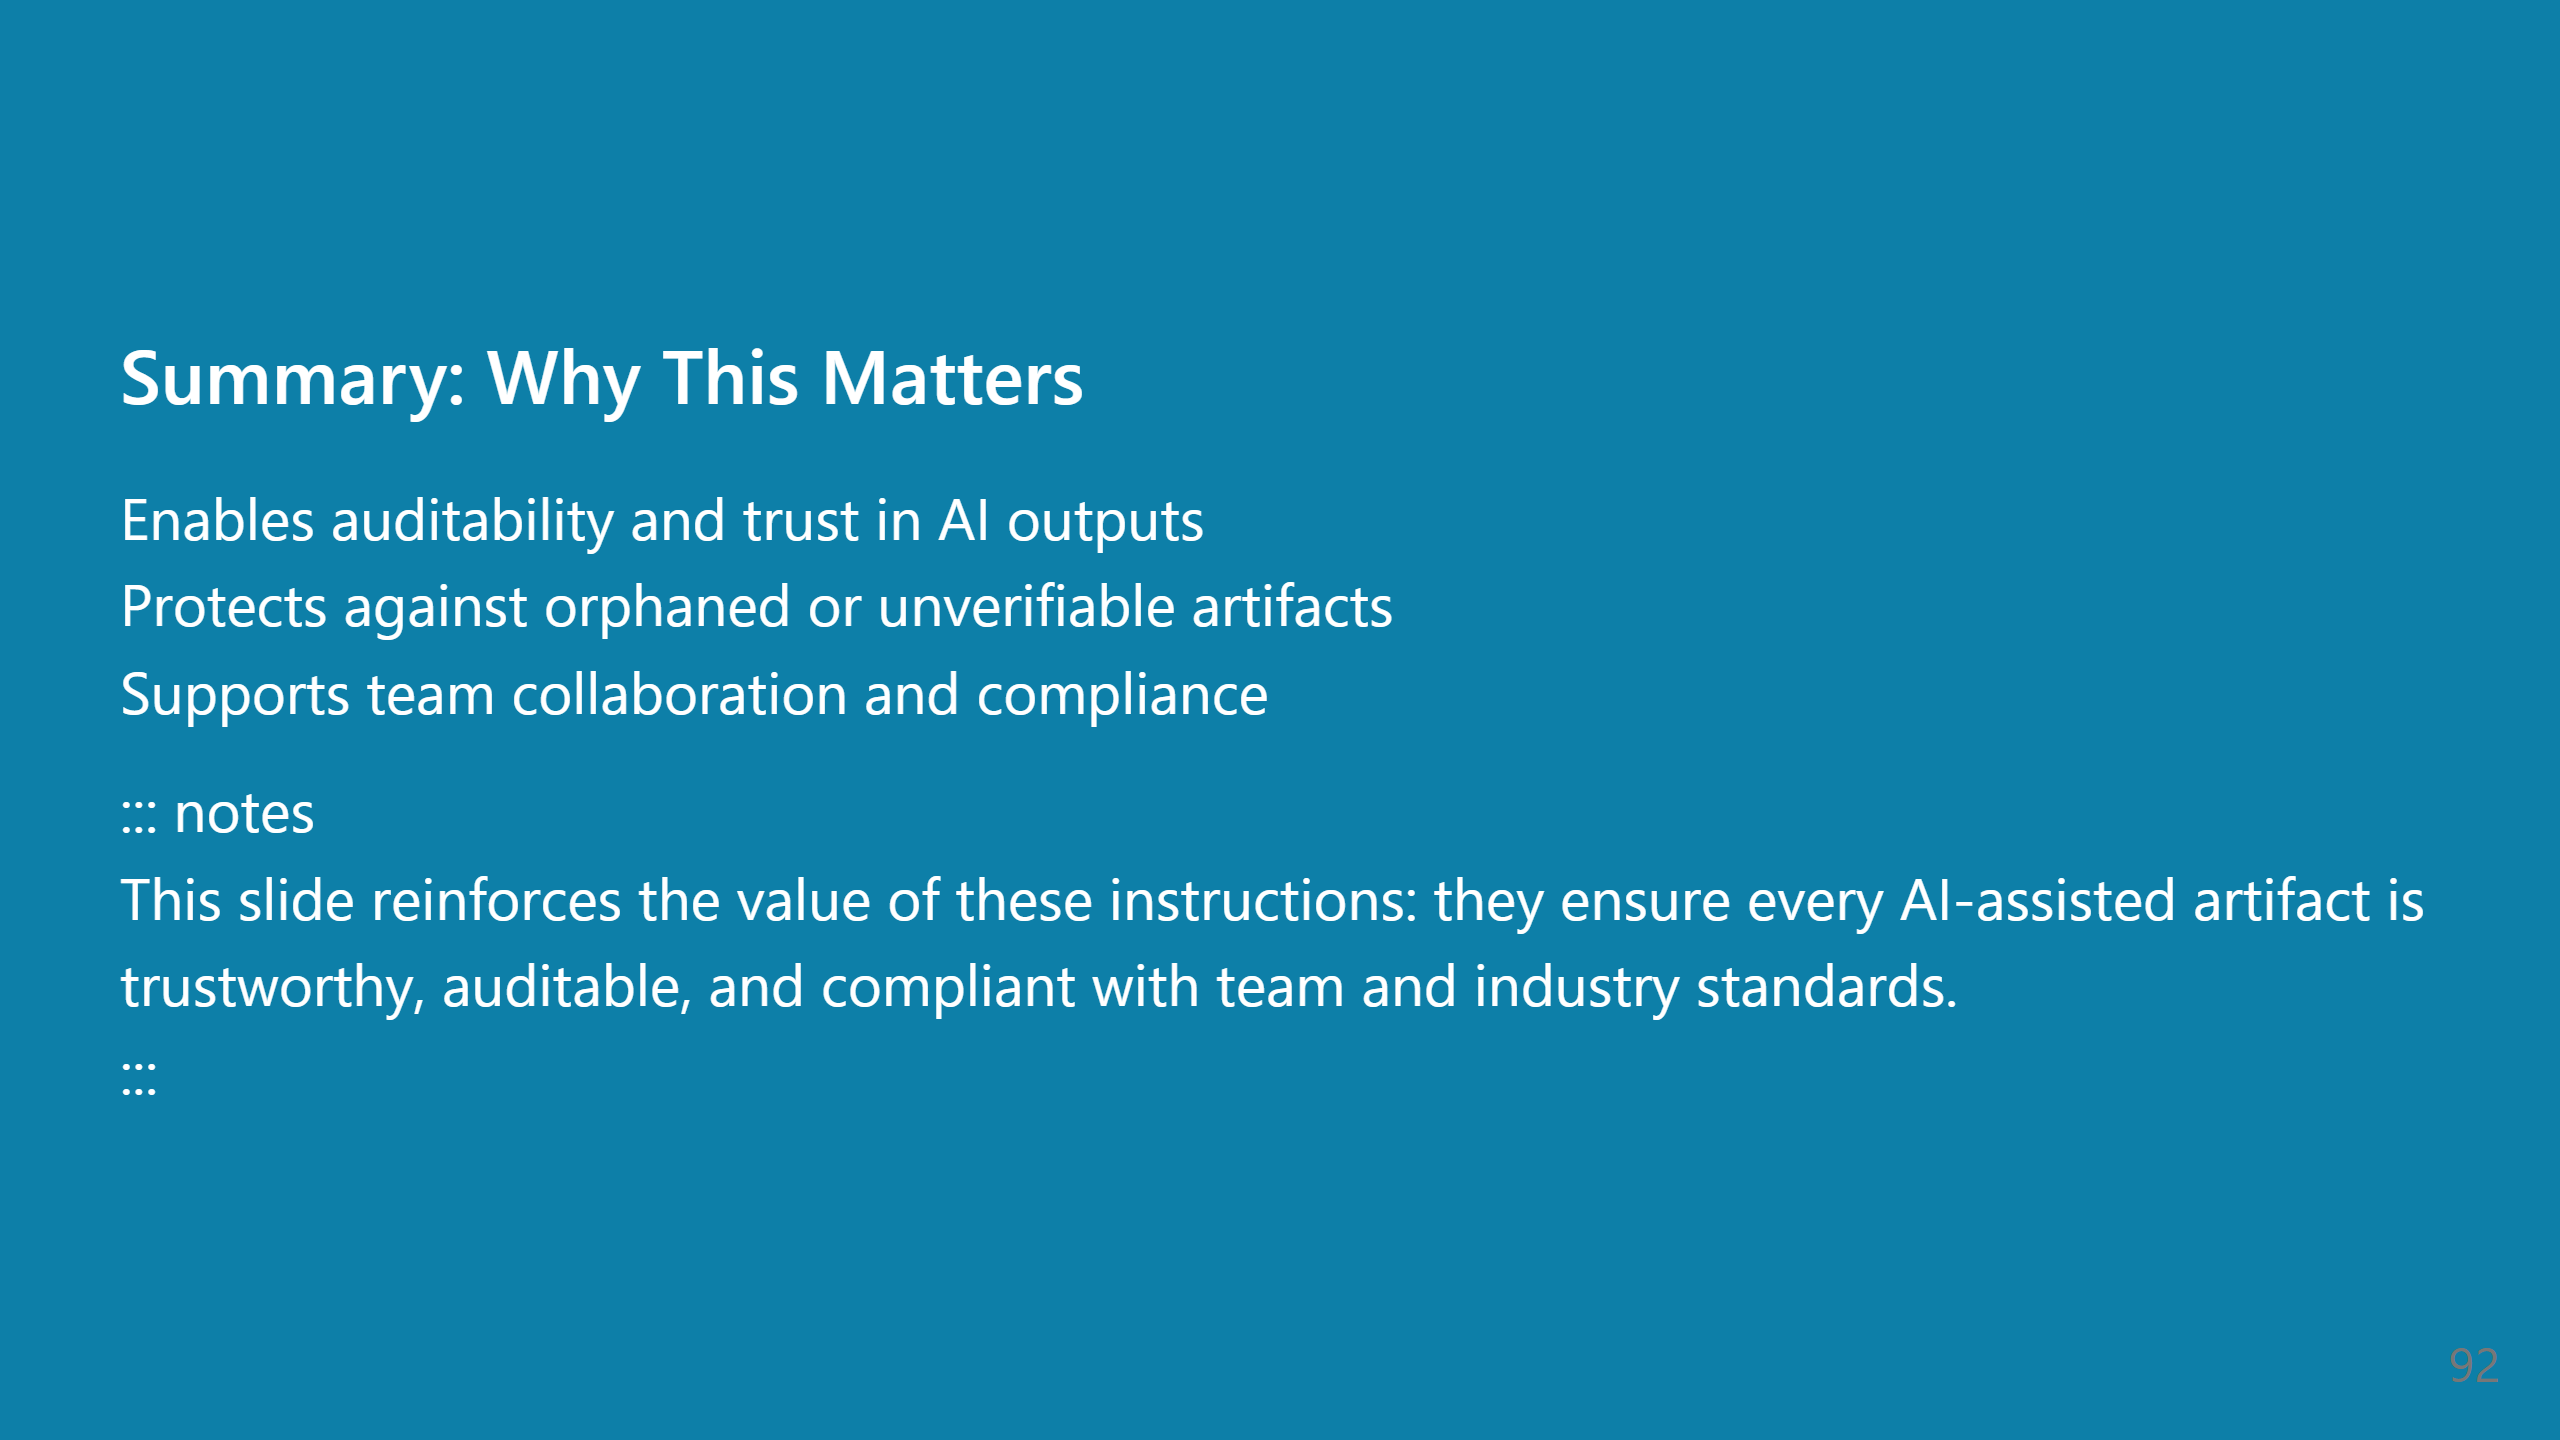 Summary: Why This Matters
Enables auditability and trust in AI outputs
Protects against orphaned or unverifiable artifacts
Supports team collaboration and compliance
::: notes
This slide reinforces the value of these instructions: they ensure every AI-assisted artifact is
trustworthy, auditable, and compliant with team and industry standards.
:::
92